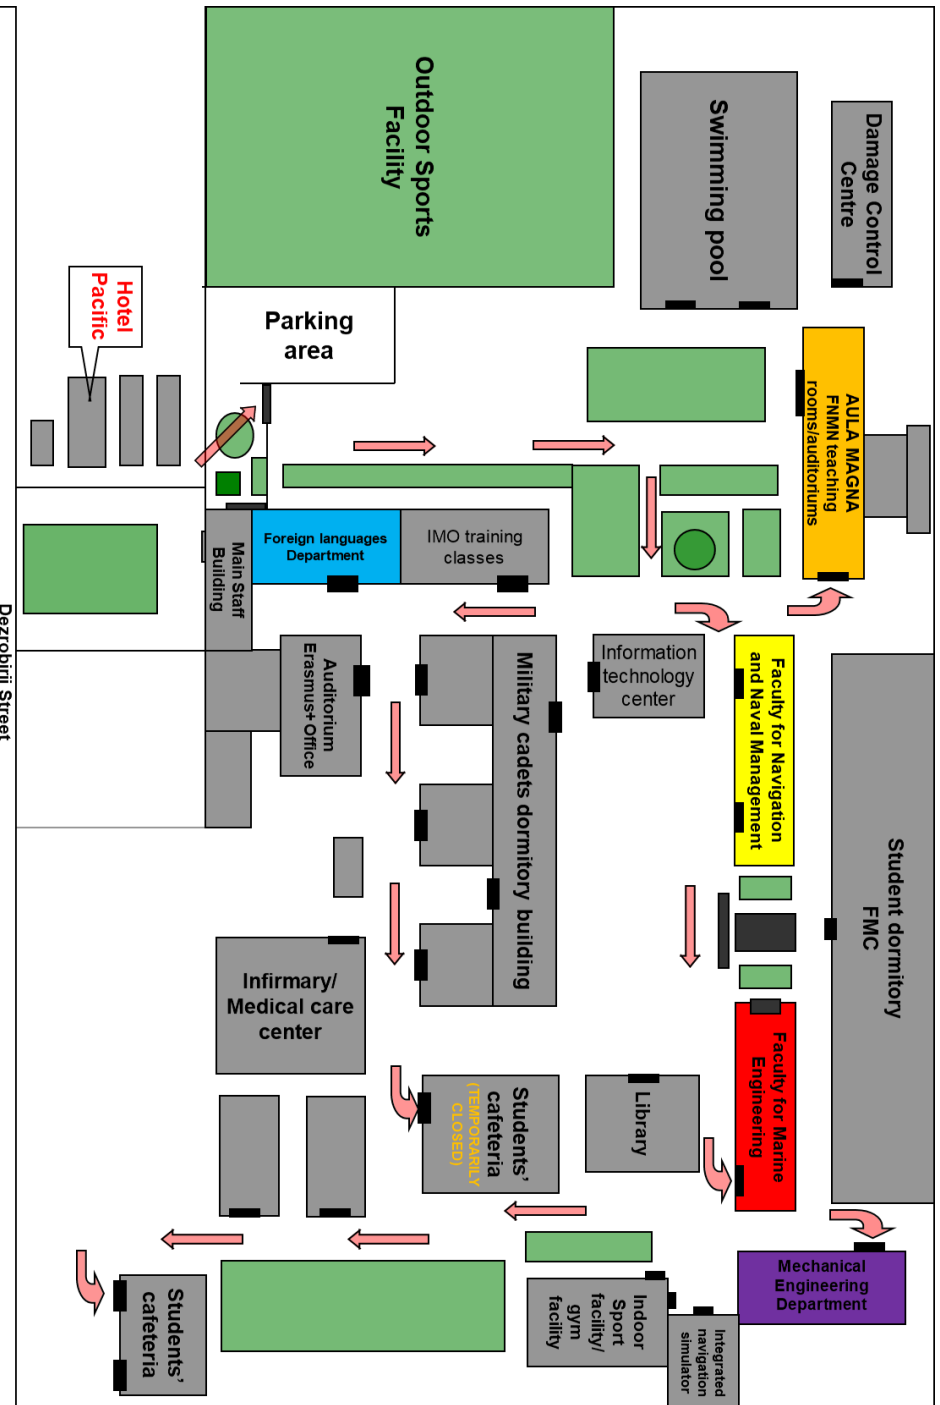 Outdoor Sports
Facility
Swimming pool
Damage Control
Centre
Hotel
Pacific
Parking
area
AULA MAGNA
FNMN teaching
rooms/auditoriums
Foreign languages
Department
IMO training
classes
Main Staff
Building
Auditorium
Erasmus+ Office
Military cadets dormitory building
Information
technology
center
Faculty for Navigation
and Naval Management
Student dormitory
FMC
Dezrobirii Street
Infirmary/
Medical care
center
Students'
cafeteria
(TEMPORARILY
CLOSED)
Library
Faculty for Marine
Engineering
Mechanical
Engineering
Department
Indoor
Sport
facility/
gym
facility
Integrated
navigation
simulator
Students'
cafeteria